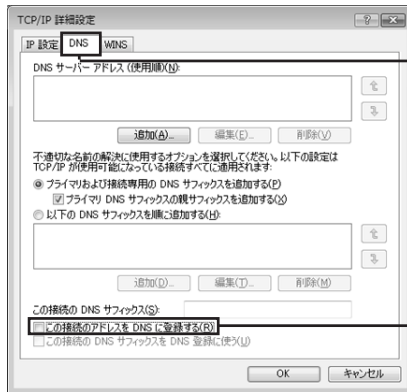 TCP/IP 詳細設定
IP 設定 DNS WINS
DNS サーバー アドレス (使用順)(N):
追加(A)... 編集(E)... 削除(V)
不適切な名前の解決に使用するオプションを選択してください。以下の設定は
TCP/IP が使用可能になっている接続すべてに適用されます:
プライマリおよび接続専用の DNS サフィックスを追加する(P)
プライマリ DNS サフィックスの親サフィックスを追加する(X)
以下の DNS サフィックスを順に追加する(H):
追加(D)... 編集(T)... 削除(M)
この接続の DNS サフィックス(S):
この接続のアドレスを DNS に登録する(R)
この接続の DNS サフィックスを DNS 登録に使う(U)
OK キャンセル